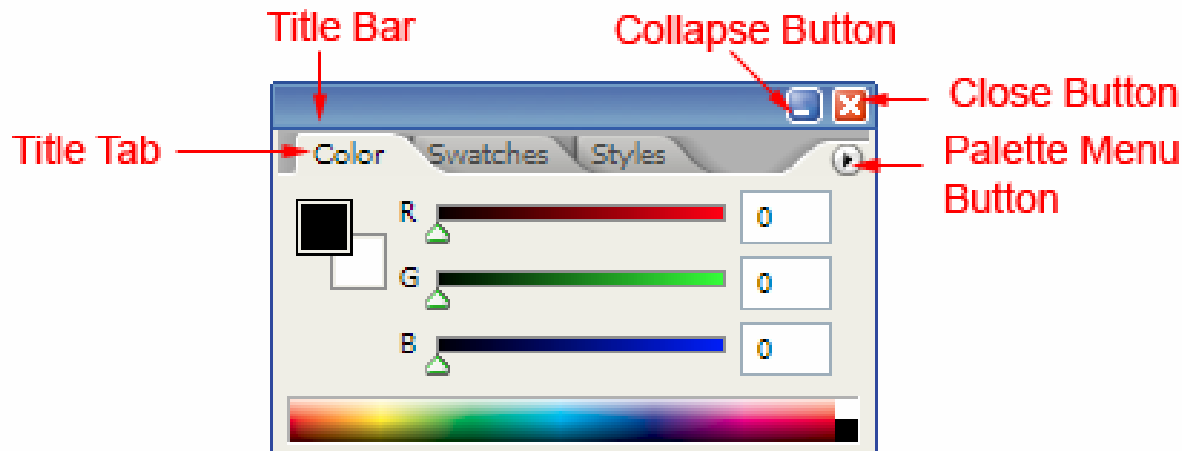 Title Bar
Collapse Button
Close Button
Title Tab
Color Swatches Styles
Palette Menu
Button
R 0
G 0
B 0